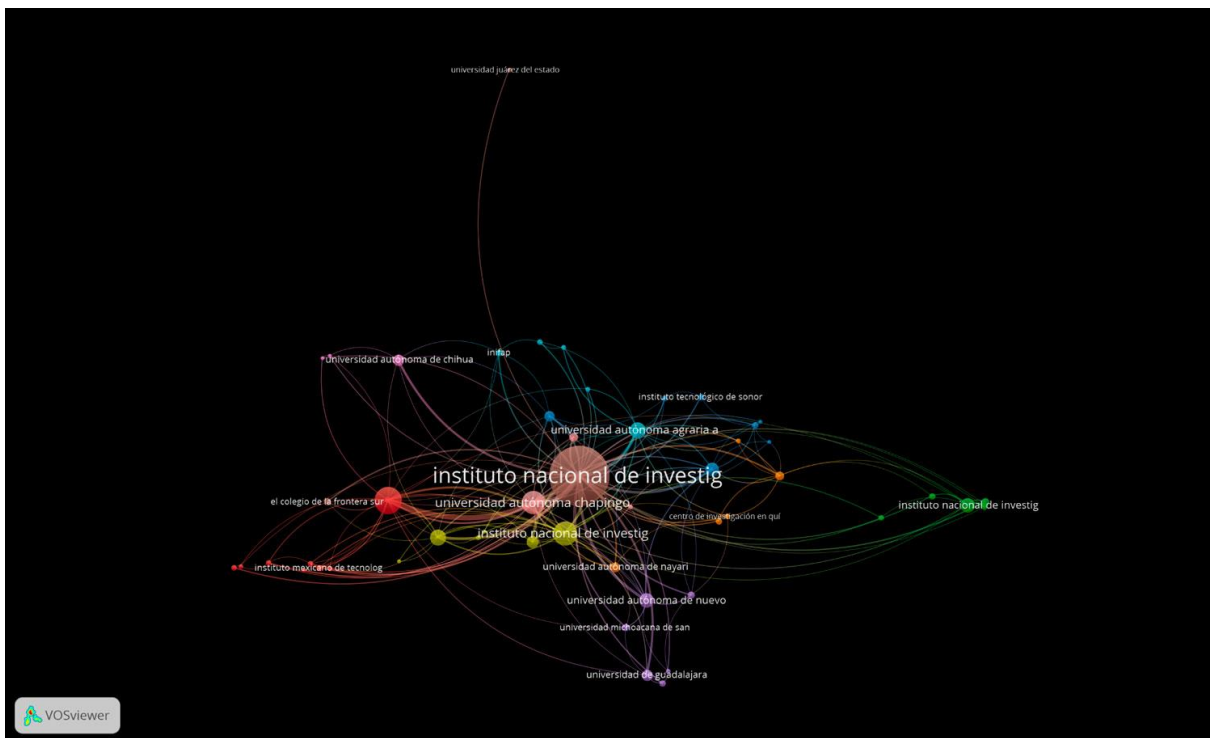 universidad juárez del estado
universidad autónoma de chihua
inifap
instituto tecnológico de sonor
universidad autónoma agraria a
instituto nacional de investig
el colegio de la frontera sur
universidad autónoma chapingo
instituto nacional de investig
centro de investigación en quí
instituto nacional de investig
instituto mexicano de tecnolog
universidad autónoma de nayari
universidad autónoma de nuevo
universidad michoacana de san
universidad de guadalajara
VOSviewer